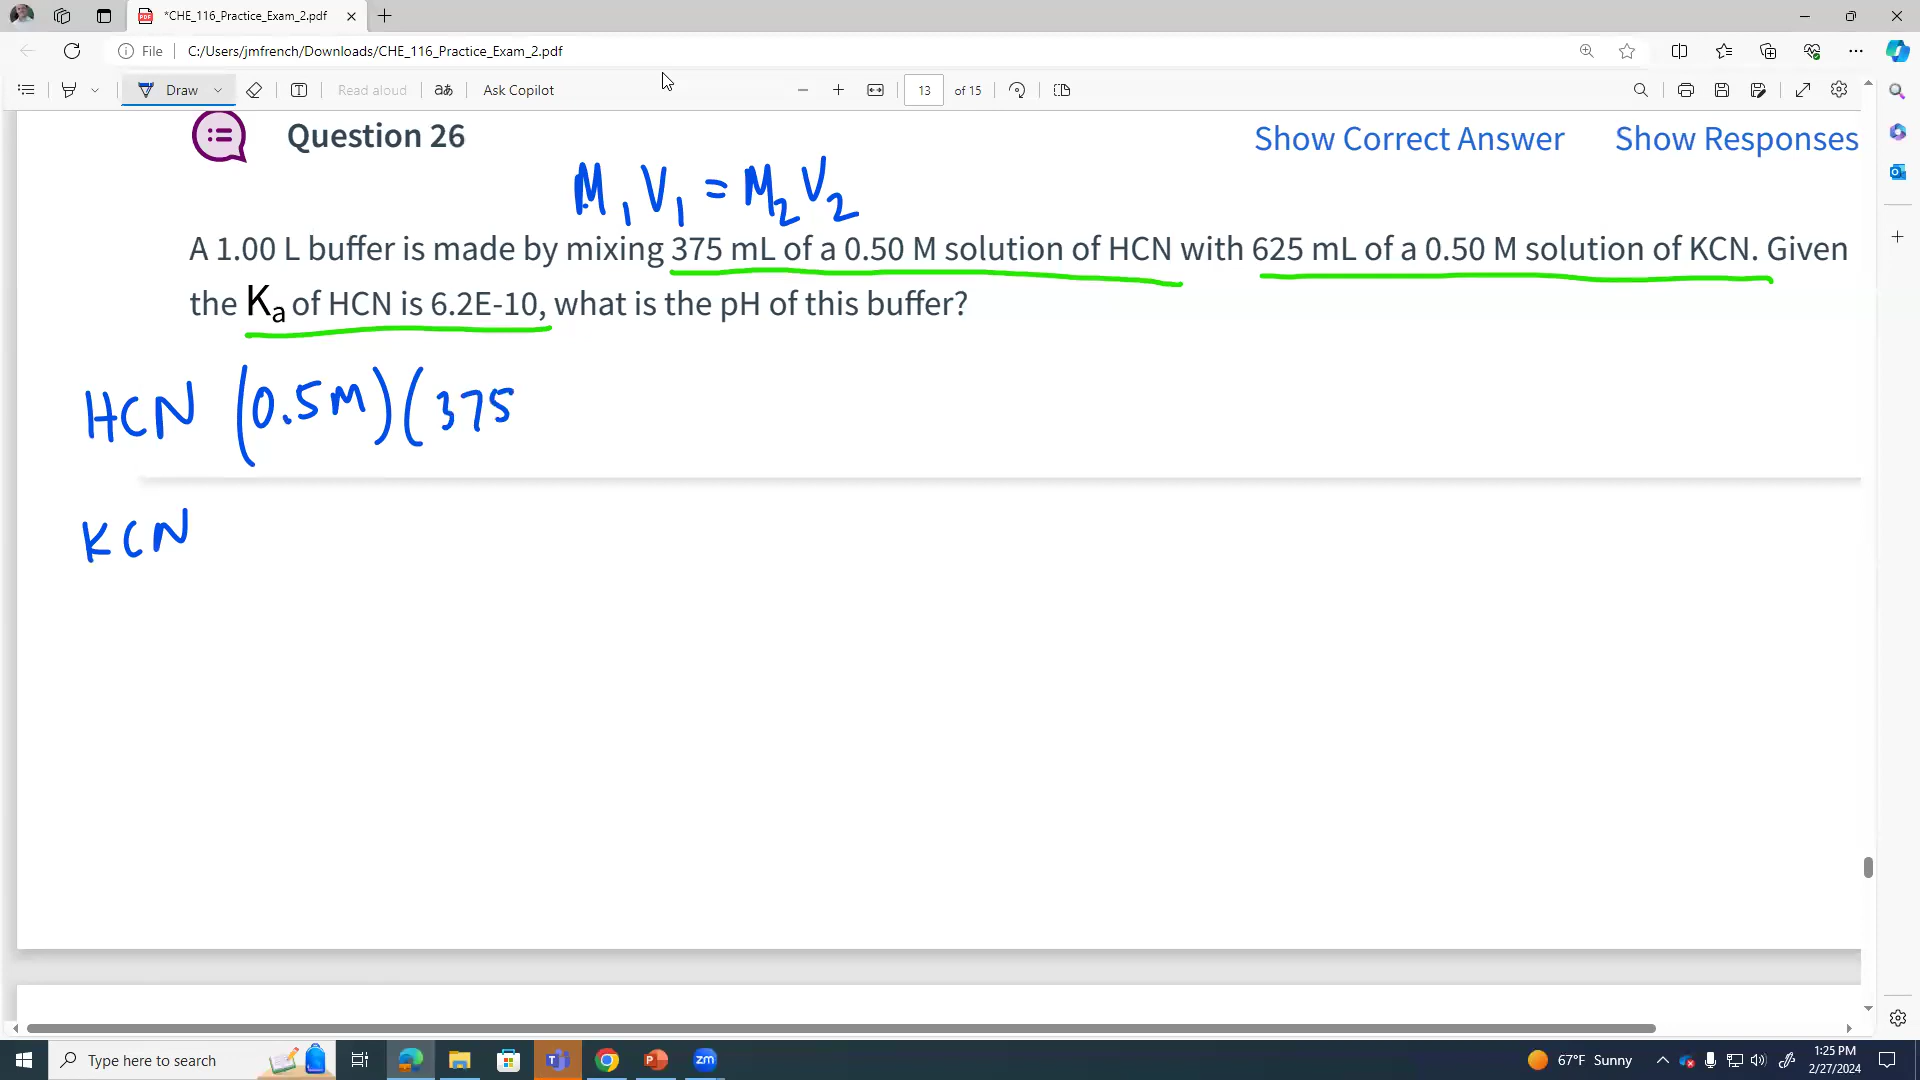 *CHE_116_Practice_Exam_2.pdf
File C:/Users/jmfrench/Downloads/CHE_116_Practice_Exam_2.pdf
Draw Read aloud aあ Ask Copilot 13 of 15
Question 26 Show Correct Answer Show Responses
M₁V₁ = M₂V₂
A 1.00 L buffer is made by mixing 375 mL of a 0.50 M solution of HCN with 625 mL of a 0.50 M solution of KCN. Given
the Kₐ of HCN is 6.2E-10, what is the pH of this buffer?
HCN (0.5M)(375
KCN
Type here to search zm 67°F Sunny 1:25 PM
2/27/2024